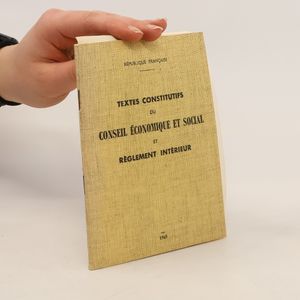 RÉPUBLIQUE FRANÇAISE
TEXTES CONSTITUTIFS
DU
CONSEIL ÉCONOMIQUE ET SOCIAL
ET
RÈGLEMENT INTÉRIEUR